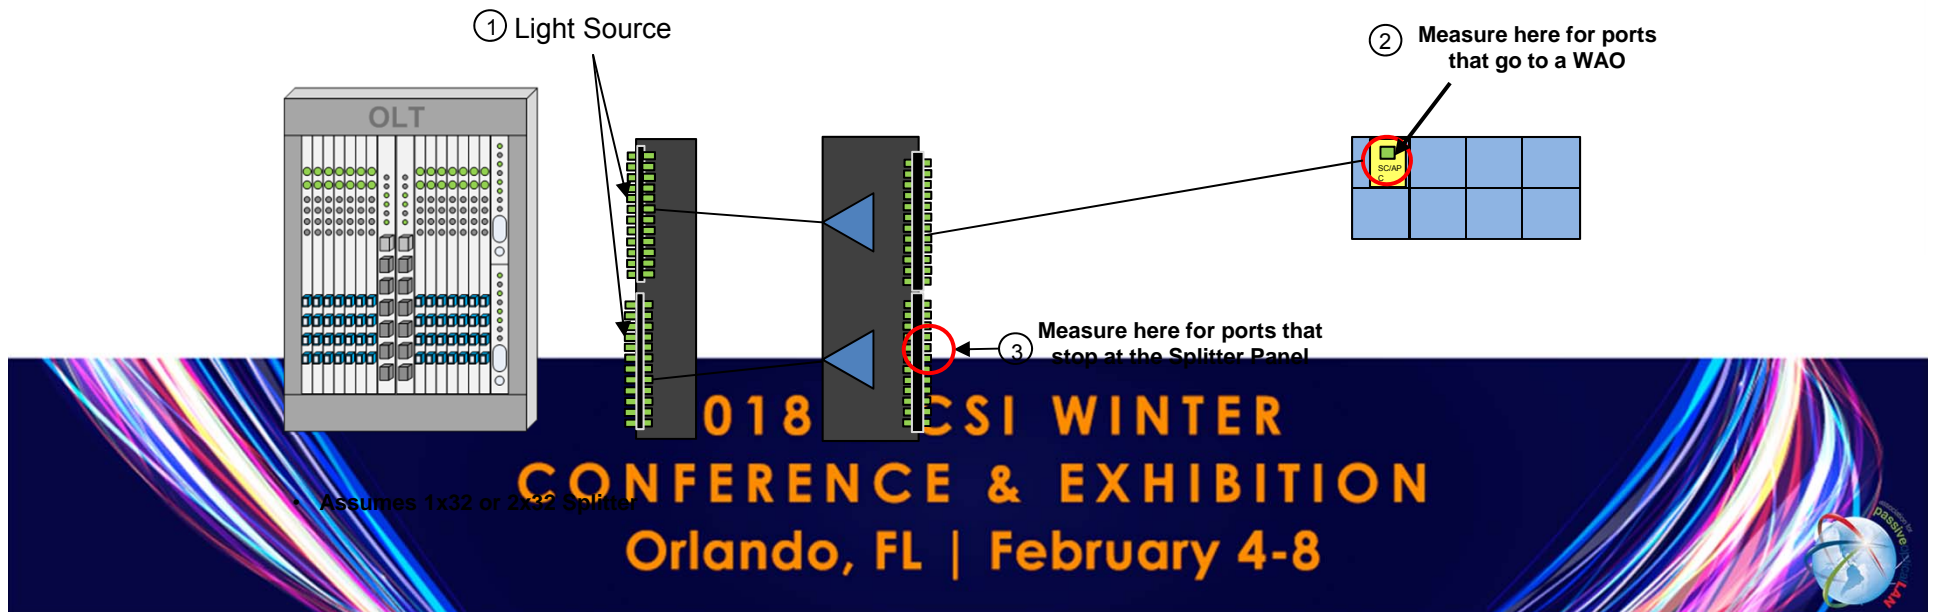 1 Light Source
2 Measure here for ports
that go to a WAO
OLT
SC/AP
C
3 Measure here for ports that
stop at the Splitter Panel
018 CSI WINTER
CONFERENCE & EXHIBITION
• Assumes 1x32 or 2x32 Splitter
Orlando, FL | February 4-8
passive
LAN